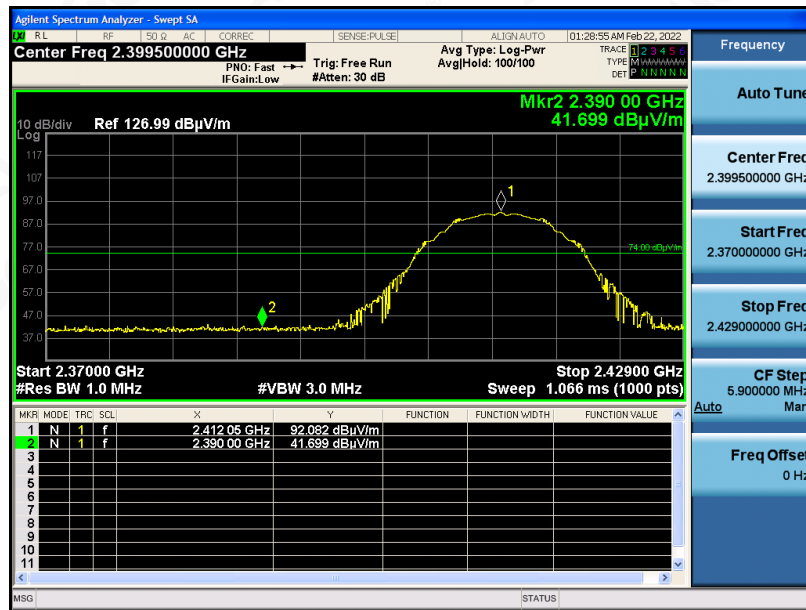 Agilent Spectrum Analyzer - Swept SA
LXI RL RF 50 Ω AC CORREC SENSE:PULSE ALIGN AUTO 01:28:55 AM Feb 22, 2022
Center Freq 2.399500000 GHz
PNO: Fast
IFGain:Low
Trig: Free Run
#Atten: 30 dB
Avg Type: Log-Pwr
Avg|Hold: 100/100
TRACE 1 2 3 4 5 6
TYPE M
DET P N N N N N
Mkr2 2.390 00 GHz
41.699 dBµV/m
10 dB/div Ref 126.99 dBµV/m
Log
117
107
97.0
87.0
77.0
67.0
57.0
47.0
37.0
1
2
74.00 dBµV/m
Start 2.37000 GHz Stop 2.42900 GHz
#Res BW 1.0 MHz #VBW 3.0 MHz Sweep 1.066 ms (1000 pts)
MKR MODE TRC SCL X Y FUNCTION FUNCTION WIDTH FUNCTION VALUE
1 N 1 f 2.412 05 GHz 92.082 dBµV/m
2 N 1 f 2.390 00 GHz 41.699 dBµV/m
3
4
5
6
7
8
9
10
11
MSG STATUS
Frequency
Auto Tune
Center Freq
2.399500000 GHz
Start Freq
2.370000000 GHz
Stop Freq
2.429000000 GHz
CF Step
5.900000 MHz
Auto Man
Freq Offset
0 Hz